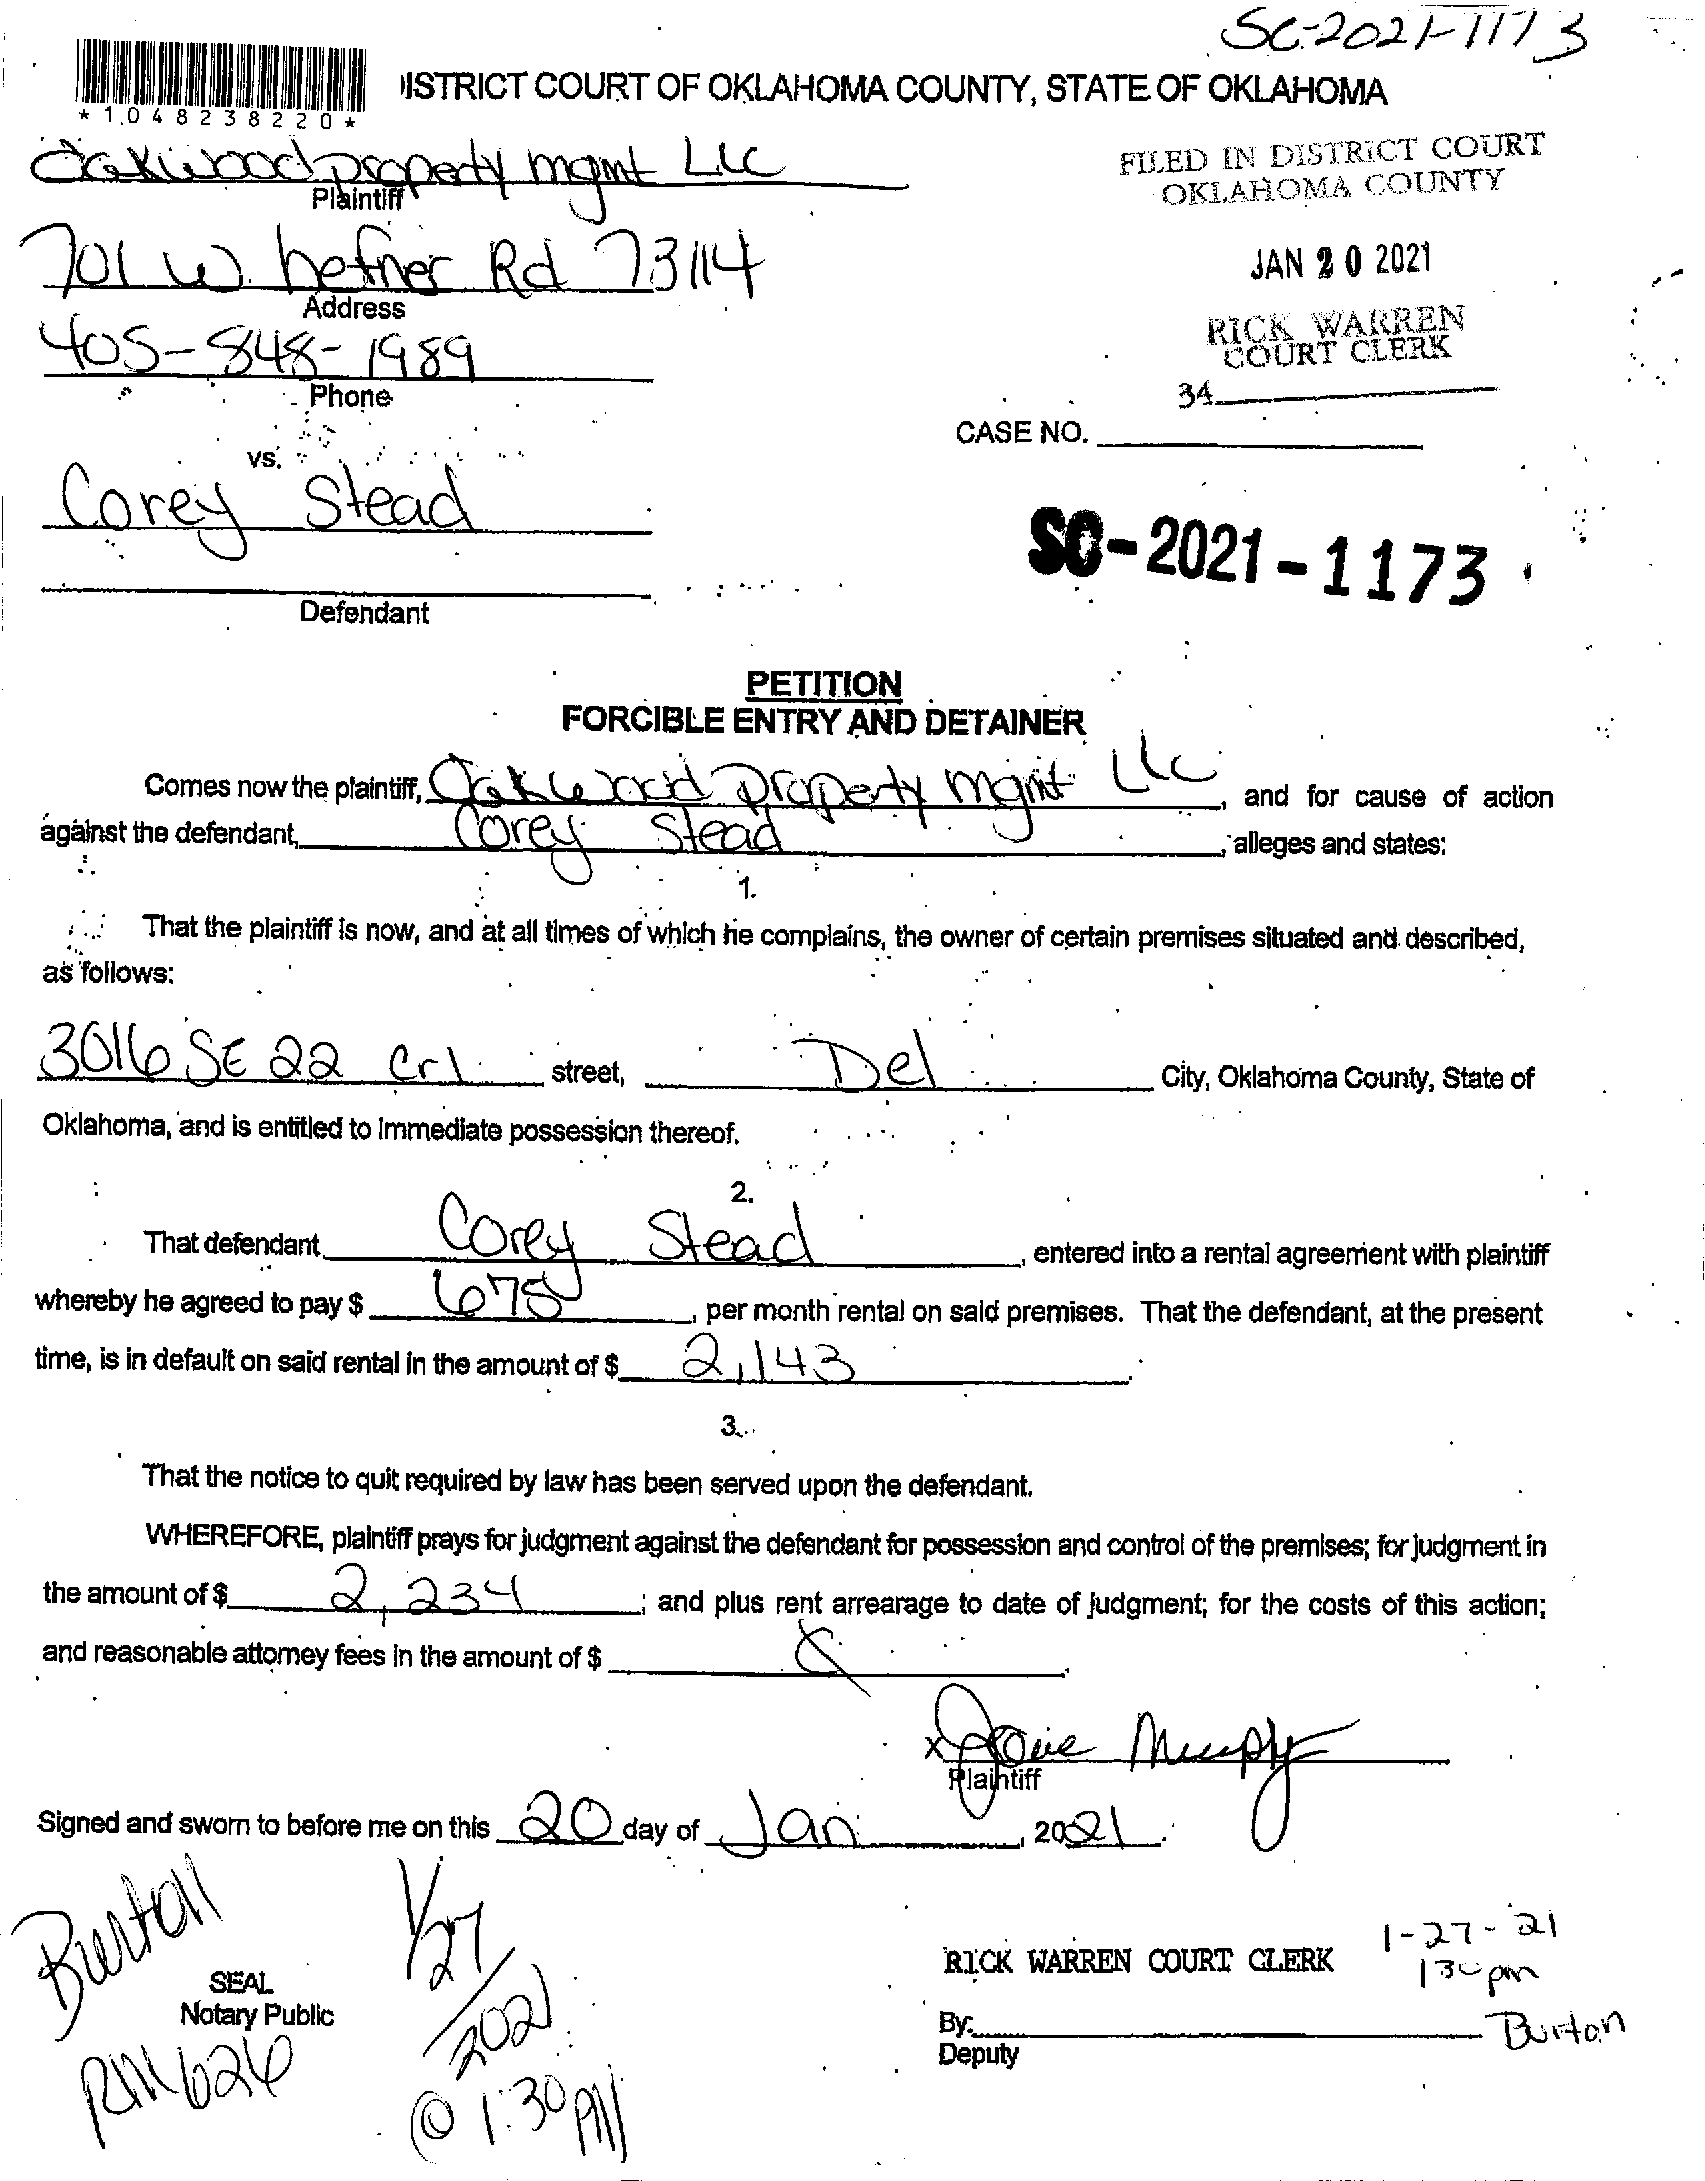 SC-2021-1173
ISTRICT COURT OF OKLAHOMA COUNTY, STATE OF OKLAHOMA
*1048238220*
Oakwood property mgmt LLC
Plaintiff
FILED IN DISTRICT COURT
OKLAHOMA COUNTY
701 W. hefner Rd 73114
Address
JAN 20 2021
405-848-1989
Phone
RICK WARREN
COURT CLERK
34
CASE NO.
vs.
Corey Stead
SC-2021-1173
Defendant
PETITION
FORCIBLE ENTRY AND DETAINER
Comes now the plaintiff, Oakwood Property mgmt LLC, and for cause of action
against the defendant, Corey Stead, alleges and states:
1.
That the plaintiff is now, and at all times of which he complains, the owner of certain premises situated and described,
as follows:
3016 SE 22 Crl street, Del City, Oklahoma County, State of
Oklahoma, and is entitled to immediate possession thereof.
2.
That defendant Corey Stead, entered into a rental agreement with plaintiff
whereby he agreed to pay $ 675, per month rental on said premises. That the defendant, at the present
time, is in default on said rental in the amount of $ 2,143.
3.
That the notice to quit required by law has been served upon the defendant.
WHEREFORE, plaintiff prays for judgment against the defendant for possession and control of the premises; for judgment in
the amount of $ 2,234; and plus rent arrearage to date of judgment; for the costs of this action;
and reasonable attorney fees in the amount of $
x Murphy
Plaintiff
Signed and sworn to before me on this 20 day of Jan, 2021.
Burton
1/27/2021
@ 1:30 PM
SEAL
Notary Public
RM 626
RICK WARREN COURT CLERK
1-27-21
130 pm
By: Burton
Deputy